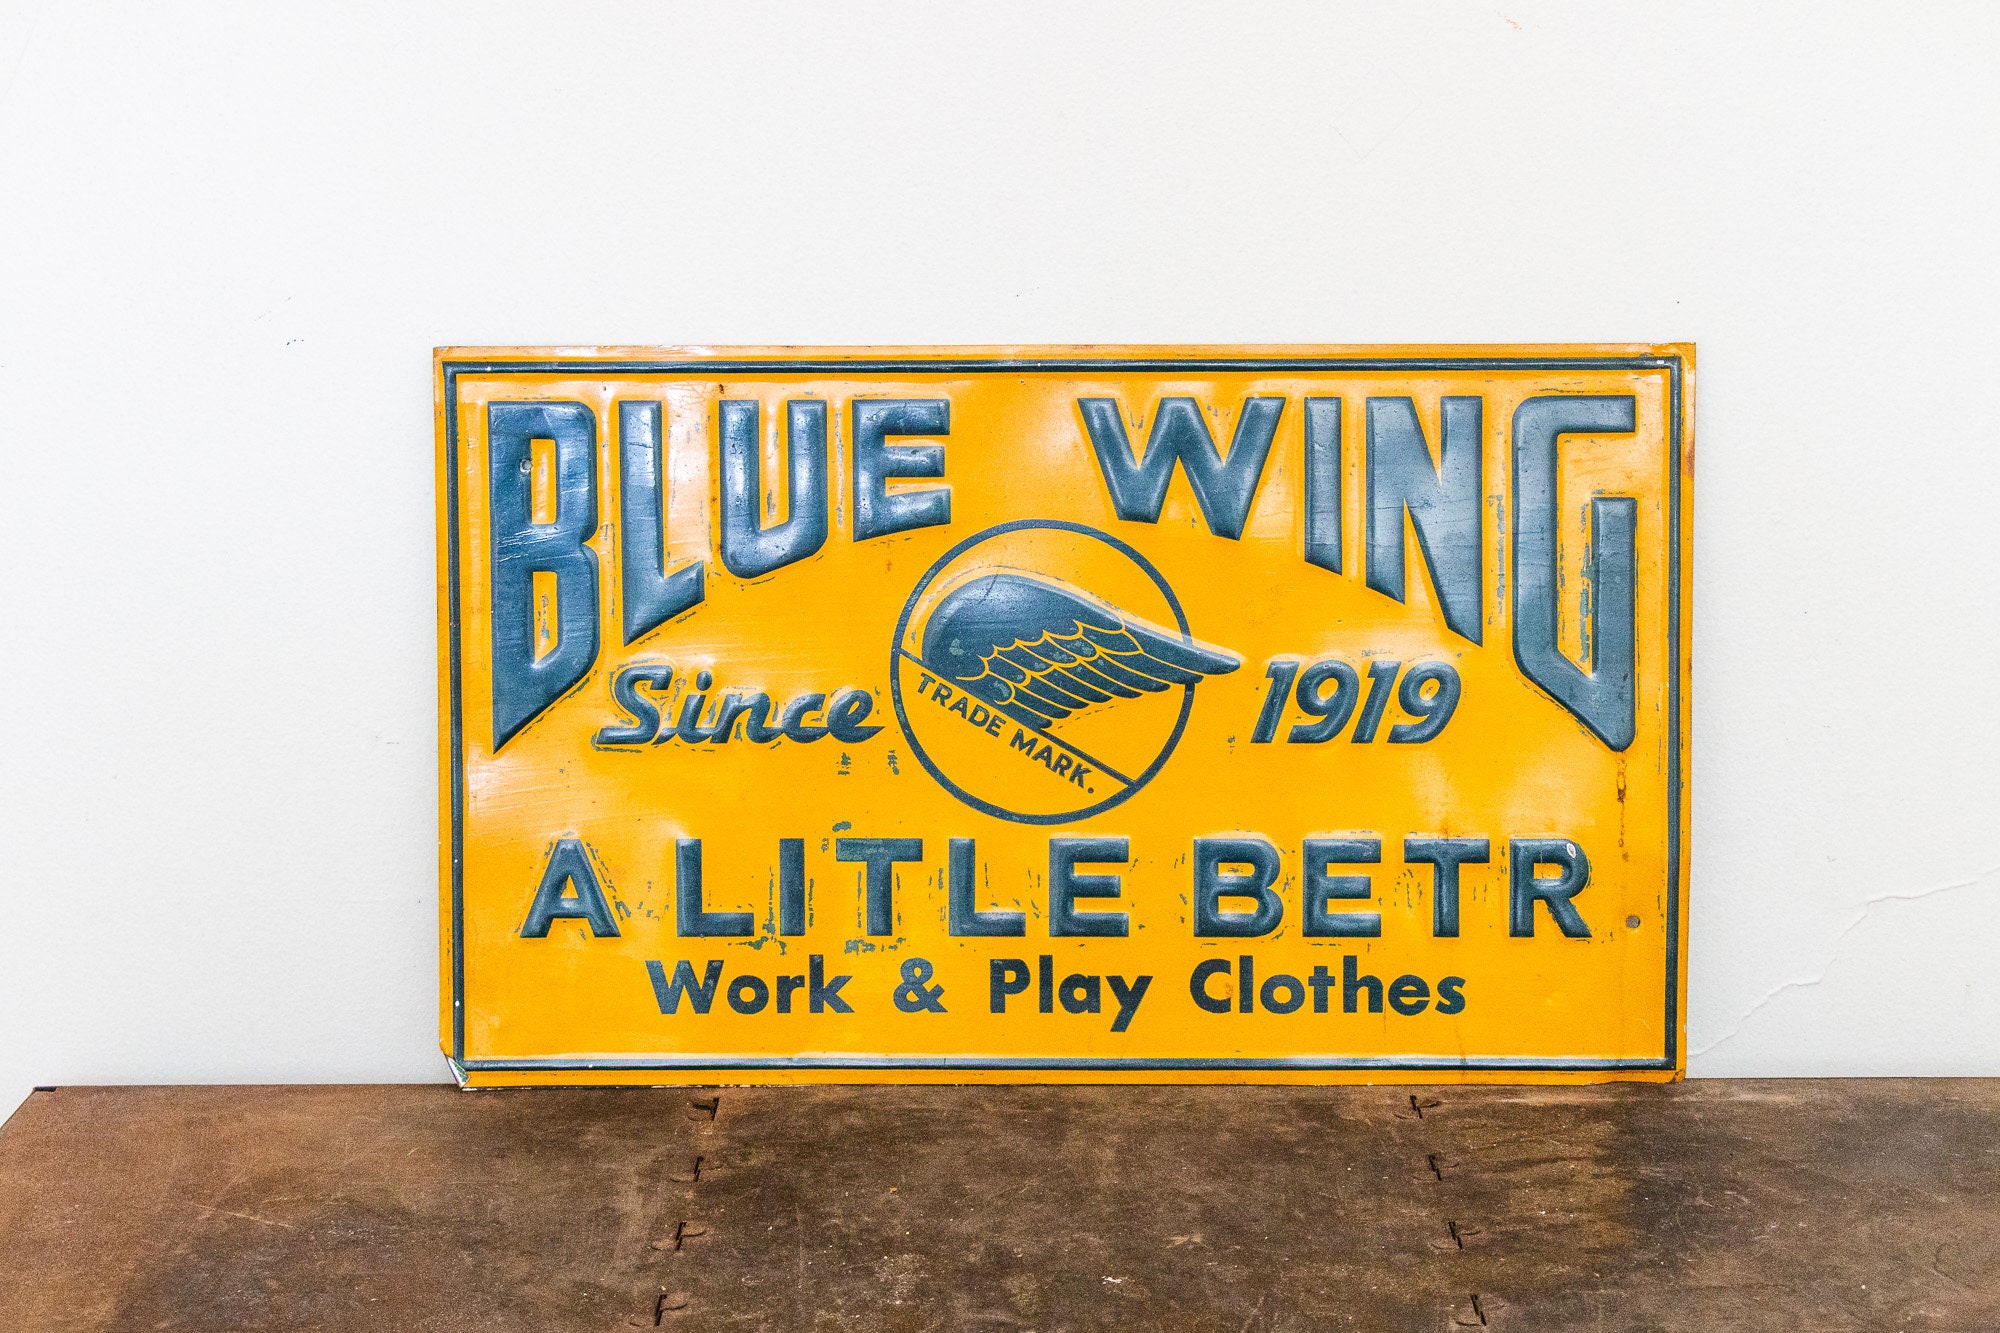 BLUE WING
Since 1919
TRADE MARK.
A LITLE BETR
Work & Play Clothes